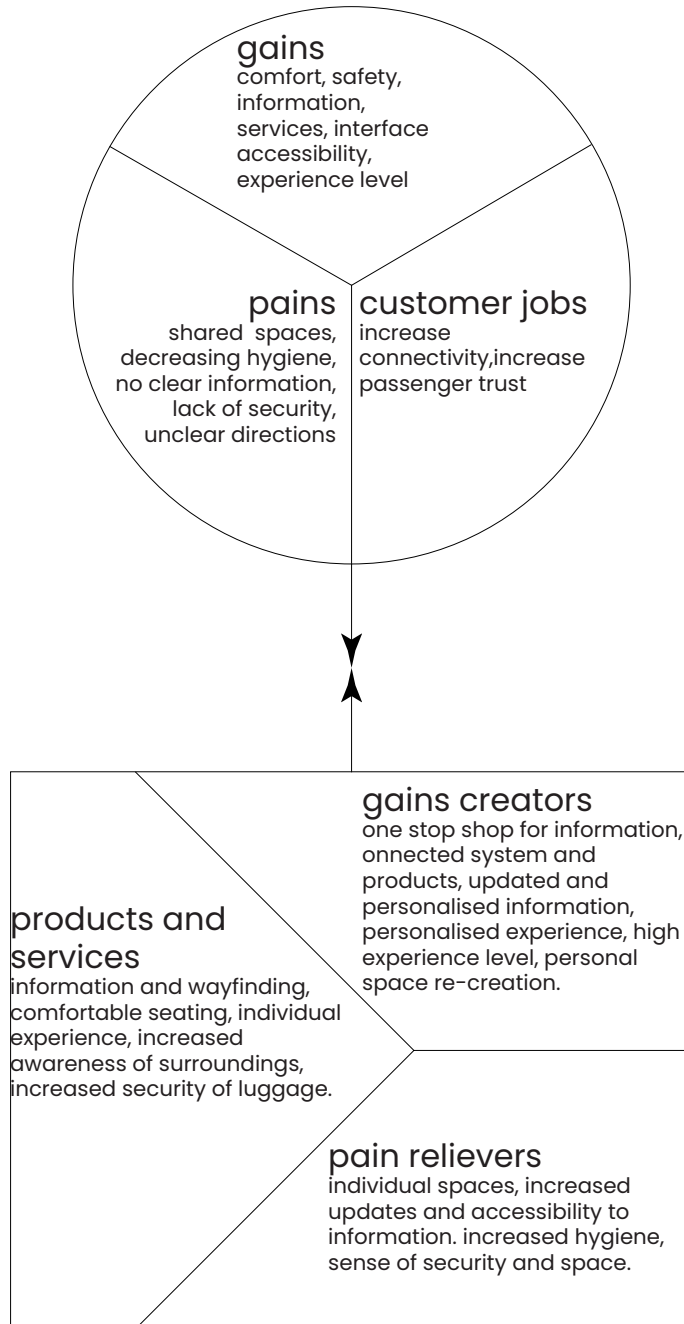 gains
comfort, safety,
information,
services, interface
accessibility,
experience level
pains
shared  spaces,
decreasing hygiene,
no clear information,
lack of security,
unclear directions
customer jobs
increase
connectivity,increase
passenger trust
gains creators
one stop shop for information,
onnected system and
products, updated and
personalised information,
personalised experience, high
experience level, personal
space re-creation.
products and
services
information and wayfinding,
comfortable seating, individual
experience, increased
awareness of surroundings,
increased security of luggage.
pain relievers
individual spaces, increased
updates and accessibility to
information. increased hygiene,
sense of security and space.